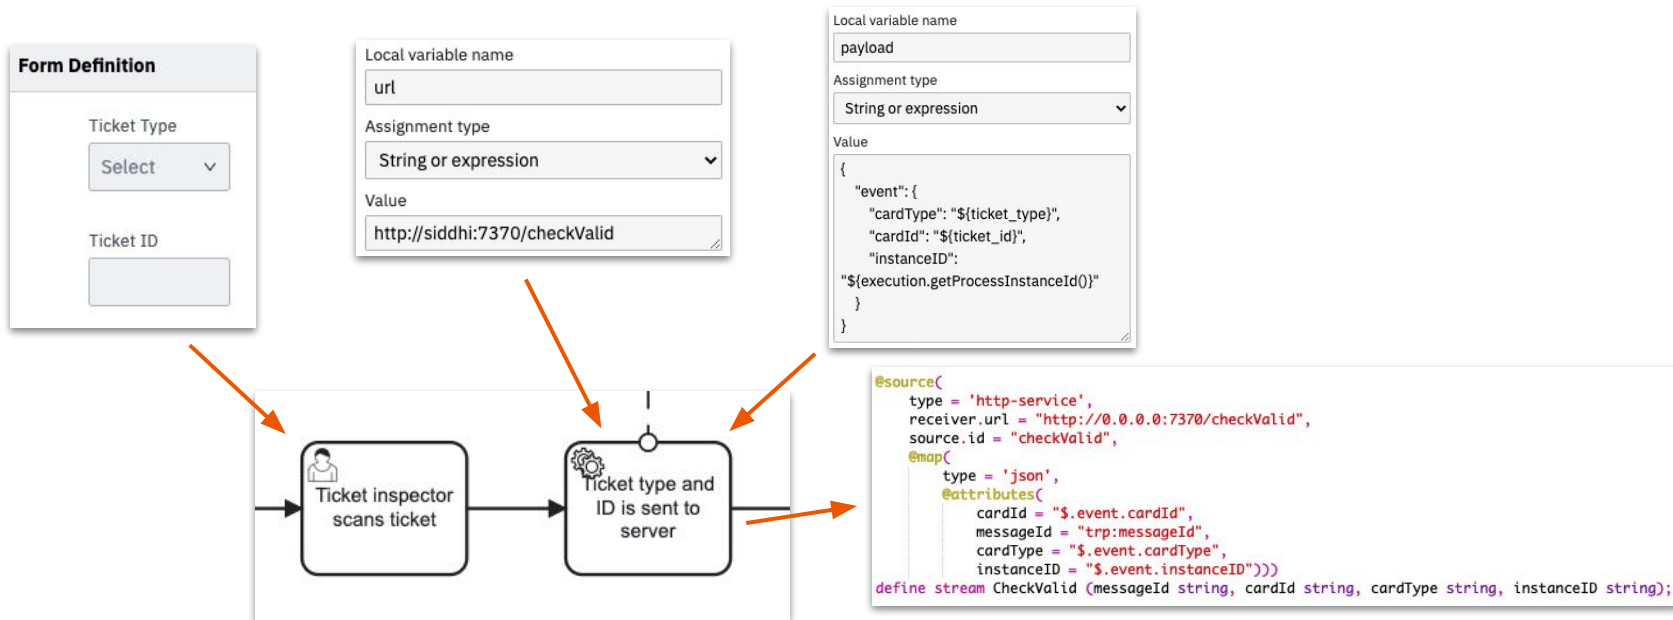 Form Definition
Ticket Type
Select
Ticket ID
Local variable name
url
Assignment type
String or expression
Value
http://siddhi:7370/checkValid
Local variable name
payload
Assignment type
String or expression
Value
{
"event": {
"cardType": "${ticket_type}",
"cardId": "${ticket_id}",
"instanceID":
"${execution.getProcessInstanceId()}"
}
}
Ticket inspector
scans ticket
Ticket type and
ID is sent to
server
@source(
type = 'http-service',
receiver.url = "http://0.0.0.0:7370/checkValid",
source.id = "checkValid",
@map(
type = 'json',
@attributes(
cardId = "$.event.cardId",
messageId = "trp:messageId",
cardType = "$.event.cardType",
instanceID = "$.event.instanceID")))
define stream CheckValid (messageId string, cardId string, cardType string, instanceID string);